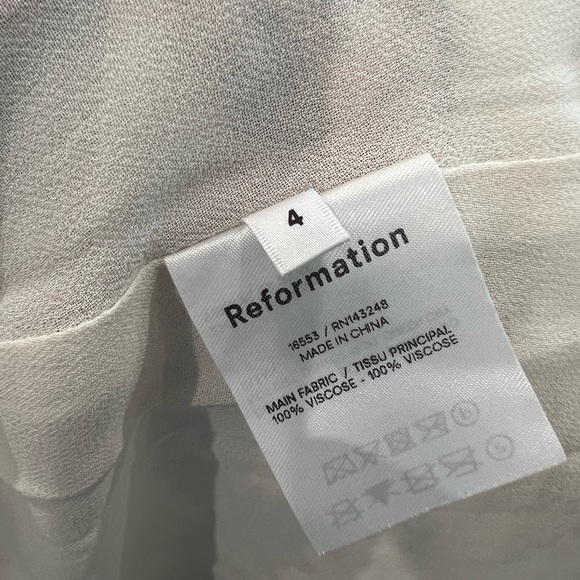 4
Reformation
16553 / RN143248
MADE IN CHINA
MAIN FABRIC / TISSU PRINCIPAL
100% VISCOSE - 100% VISCOSE